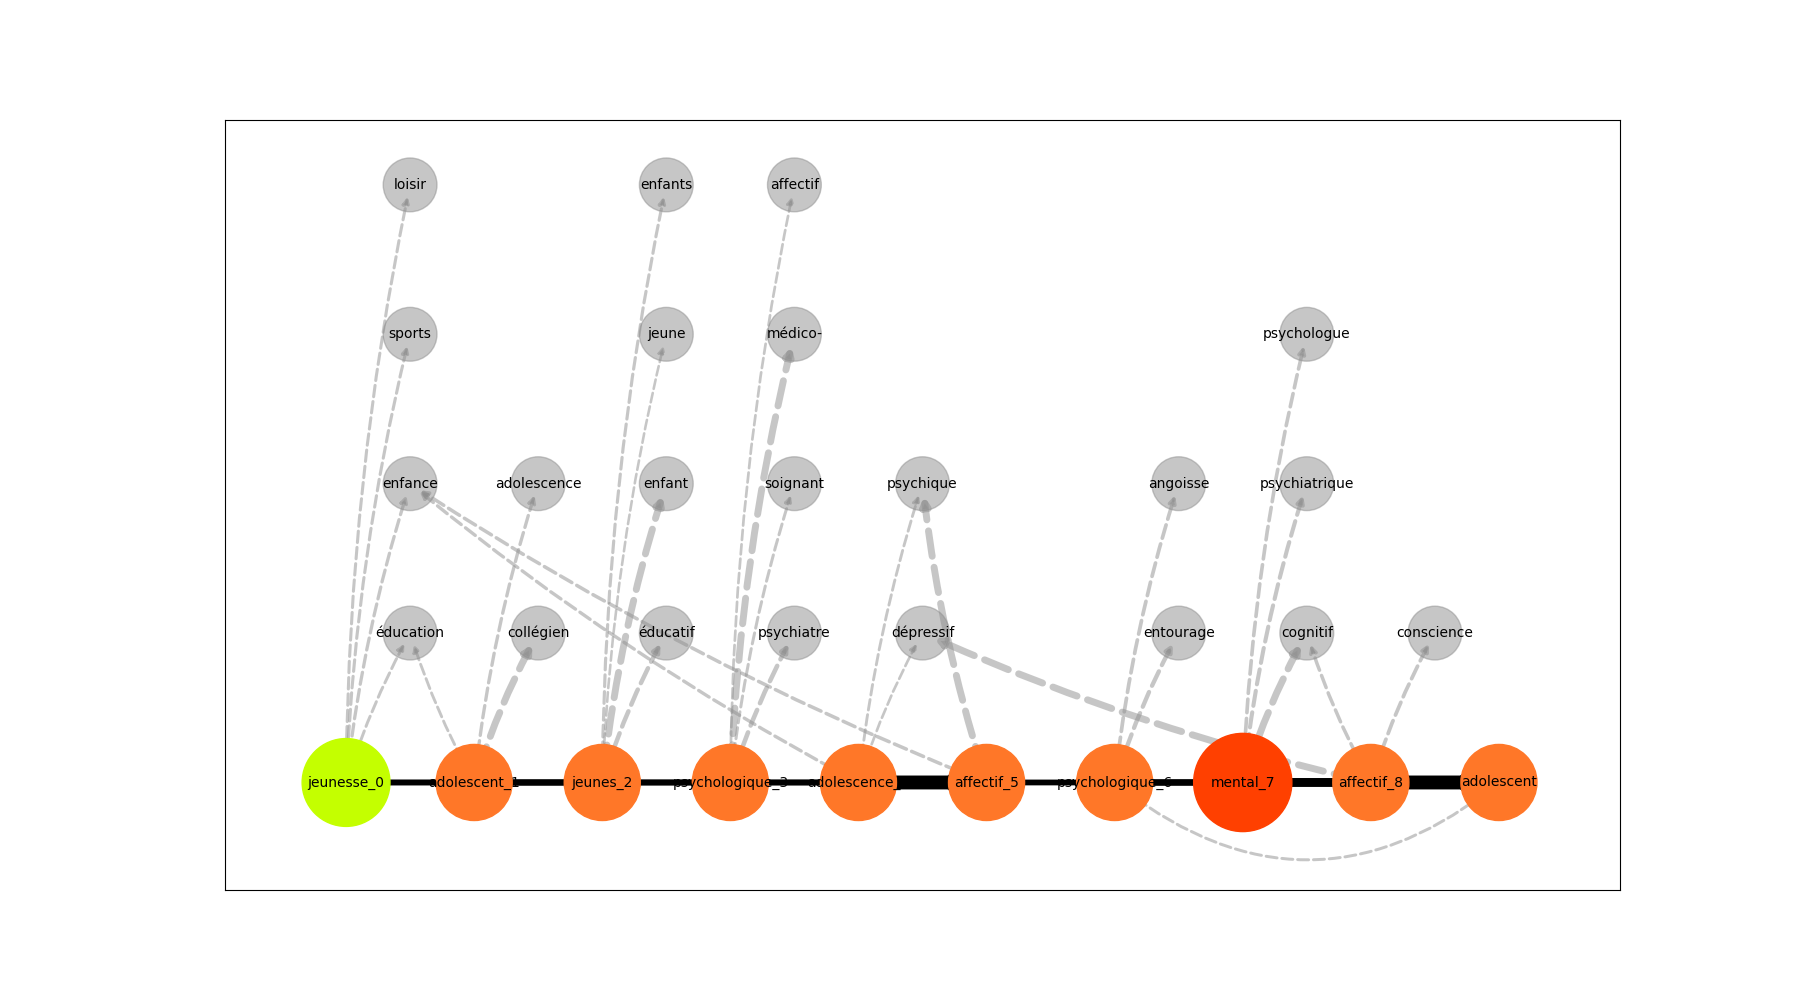 loisir
enfants
affectif
sports
jeune
médico-
psychologue
enfance
adolescence
enfant
soignant
psychique
angoisse
psychiatrique
éducation
collégien
éducatif
psychiatre
dépressif
entourage
cognitif
conscience
jeunesse_0
adolescent_1
jeunes_2
psychologique_3
adolescence_
affectif_5
psychologique_6
mental_7
affectif_8
adolescent